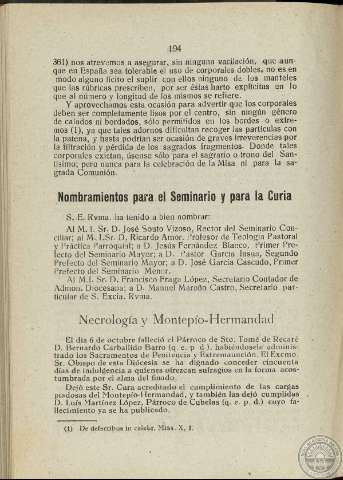 494
361) nos atrevemos a asegurar, sin ninguna vacilación, que aun-
que en España sea tolerable el uso de corporales dobles, no es en
modo alguno lícito el suplir con ellos ninguno de los manteles
que las rúbricas prescriben, por ser éstas harto explícitas en lo
que al número y longitud de los mismos se refiere.
Y aprovechamos esta ocasión para advertir que los corporales
deben ser completamente lisos por el centro, sin ningún género
de calados ni bordados, sólo permitidos en los bordes o extre-
mos (1), ya que tales adornos dificultan recoger las partículas con
la patena, y hasta podrían ser ocasión de graves irreverencias por
la filtración y pérdida de los sagrados fragmentos. Donde tales
corporales existan, úsense sólo para el sagrario o trono del San-
tísimo; pero nunca para la celebración de la Misa ni para la sa-
grada Comunión.
Nombramientos para el Seminario y para la Curia
S. E. Rvma. ha tenido a bien nombrar:
Al M. I. Sr. D. José Souto Vizoso, Rector del Seminario Con-
ciliar; al M. I. Sr. D. Ricardo Amor, Profesor de Teología Pastoral
y Práctica Parroquial; a D. Jesús Fernández Blanco, Primer Pre-
fecto del Seminario Mayor; a D. Pastor García Insua, Segundo
Prefecto del Seminario Mayor; a D. José García Cascudo, Primer
Prefecto del Seminario Menor.
Al M. I. Sr. D. Francisco Fraga López, Secretario Contador de
Admón. Diocesana; a D. Manuel Maroño Castro, Secretario par-
ticular de S. Excia. Rvma.
Necrología y Montepío-Hermandad
El día 6 de octubre falleció el Párroco de Sto. Tomé de Recaré
D. Bernardo Carballido Barro (q. e. p. d.), habiéndosele adminis-
trado los Sacramentos de Penitencia y Extremaunción. El Excmo.
Sr. Obispo de esta Diócesis se ha dignado conceder cincuenta
días de indulgencia a quienes ofrezcan sufragios en la forma acos-
tumbrada por el alma del finado.
Dejó este Sr. Cura acreditado el cumplimiento de las cargas
piadosas del Montepío-Hermandad, y también las dejó cumplidas
D. Luís Martínez López, Párroco de Cubelas (q. e. p. d.) cuyo fa-
llecimiento ya se ha publicado.
(1) De defectibus in celebr. Miss. X, 1.